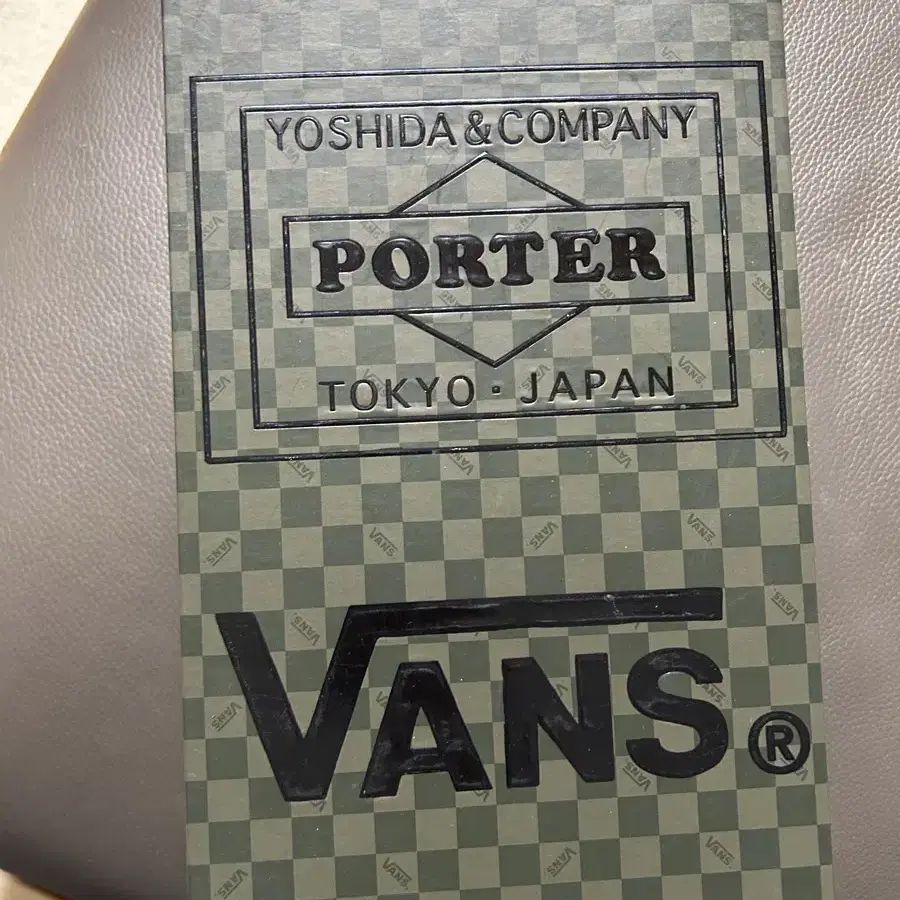 YOSHIDA & COMPANY
PORTER
TOKYO · JAPAN
VANS®